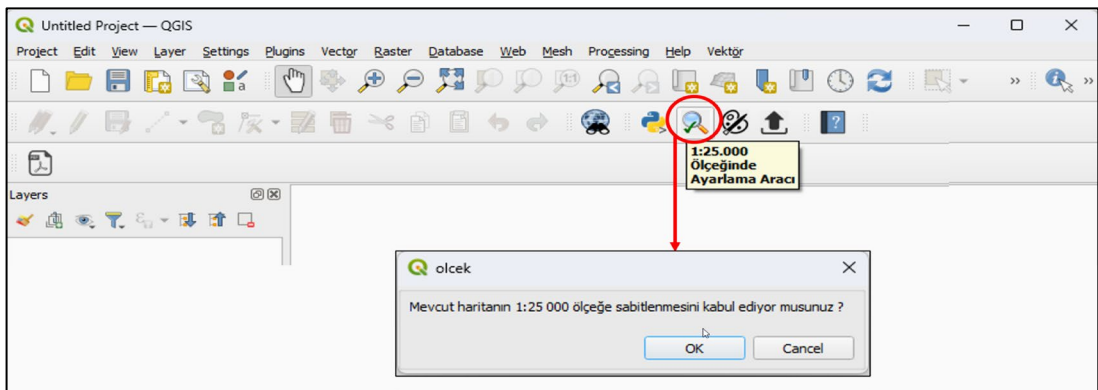 Untitled Project — QGIS
Project Edit View Layer Settings Plugins Vector Raster Database Web Mesh Processing Help Vektör
1:25.000
Ölçeğinde
Ayarlama Aracı
Layers
olcek
Mevcut haritanın 1:25 000 ölçeğe sabitlenmesini kabul ediyor musunuz ?
OK Cancel